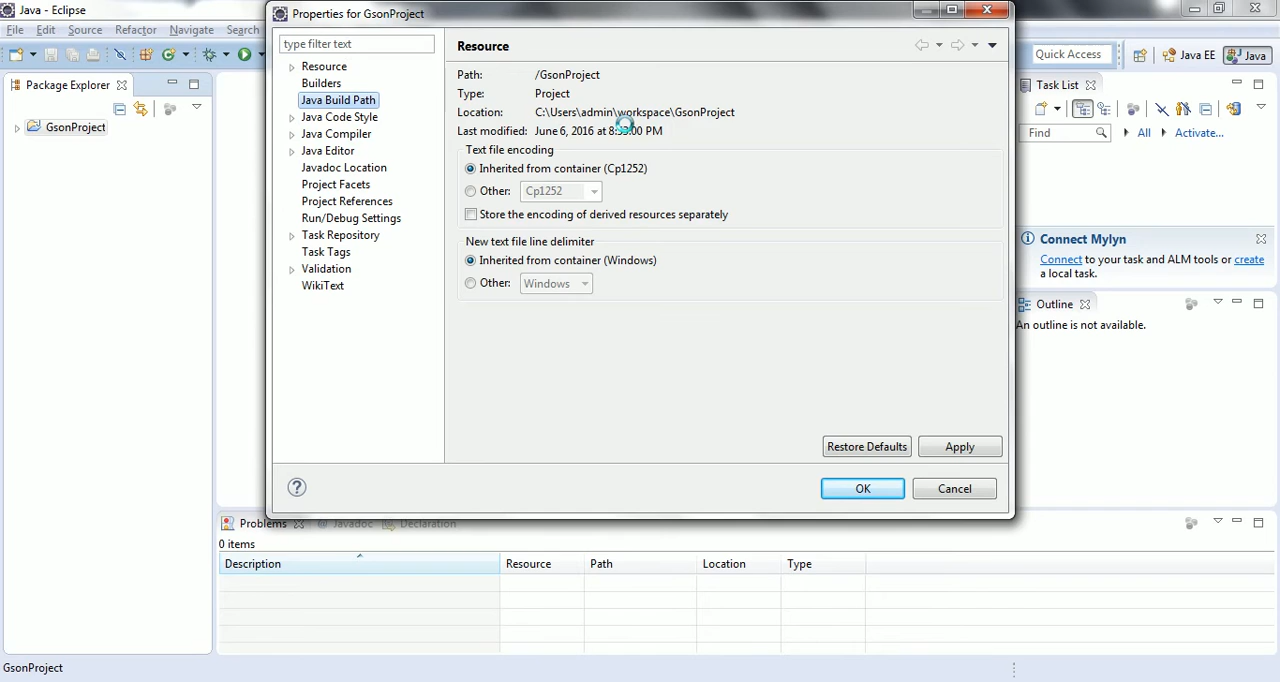 Java - Eclipse
File Edit Source Refactor Navigate Search
Quick Access
Java EE
Java
Package Explorer
GsonProject
Properties for GsonProject
type filter text
Resource
Builders
Java Build Path
Java Code Style
Java Compiler
Java Editor
Javadoc Location
Project Facets
Project References
Run/Debug Settings
Task Repository
Task Tags
Validation
WikiText
Resource
Path: /GsonProject
Type: Project
Location: C:\Users\admin\workspace\GsonProject
Last modified: June 6, 2016 at PM
Text file encoding
Inherited from container (Cp1252)
Other: Cp1252
Store the encoding of derived resources separately
New text file line delimiter
Inherited from container (Windows)
Other: Windows
Restore Defaults Apply
OK Cancel
Task List
Find All Activate...
Connect Mylyn
Connect to your task and ALM tools or create
a local task.
Outline
An outline is not available.
Problems @ Javadoc Declaration
0 items
Description Resource Path Location Type
GsonProject